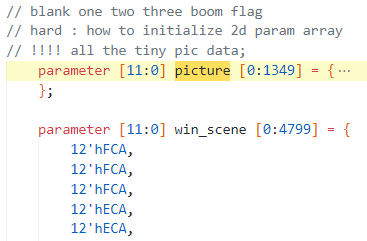 // blank one two three boom flag
// hard : how to initialize 2d param array
// !!!! all the tiny pic data;
parameter [11:0] picture [0:1349] = {···
};
parameter [11:0] win_scene [0:4799] = {
12'hFCA,
12'hFCA,
12'hFCA,
12'hECA,
12'hECA,